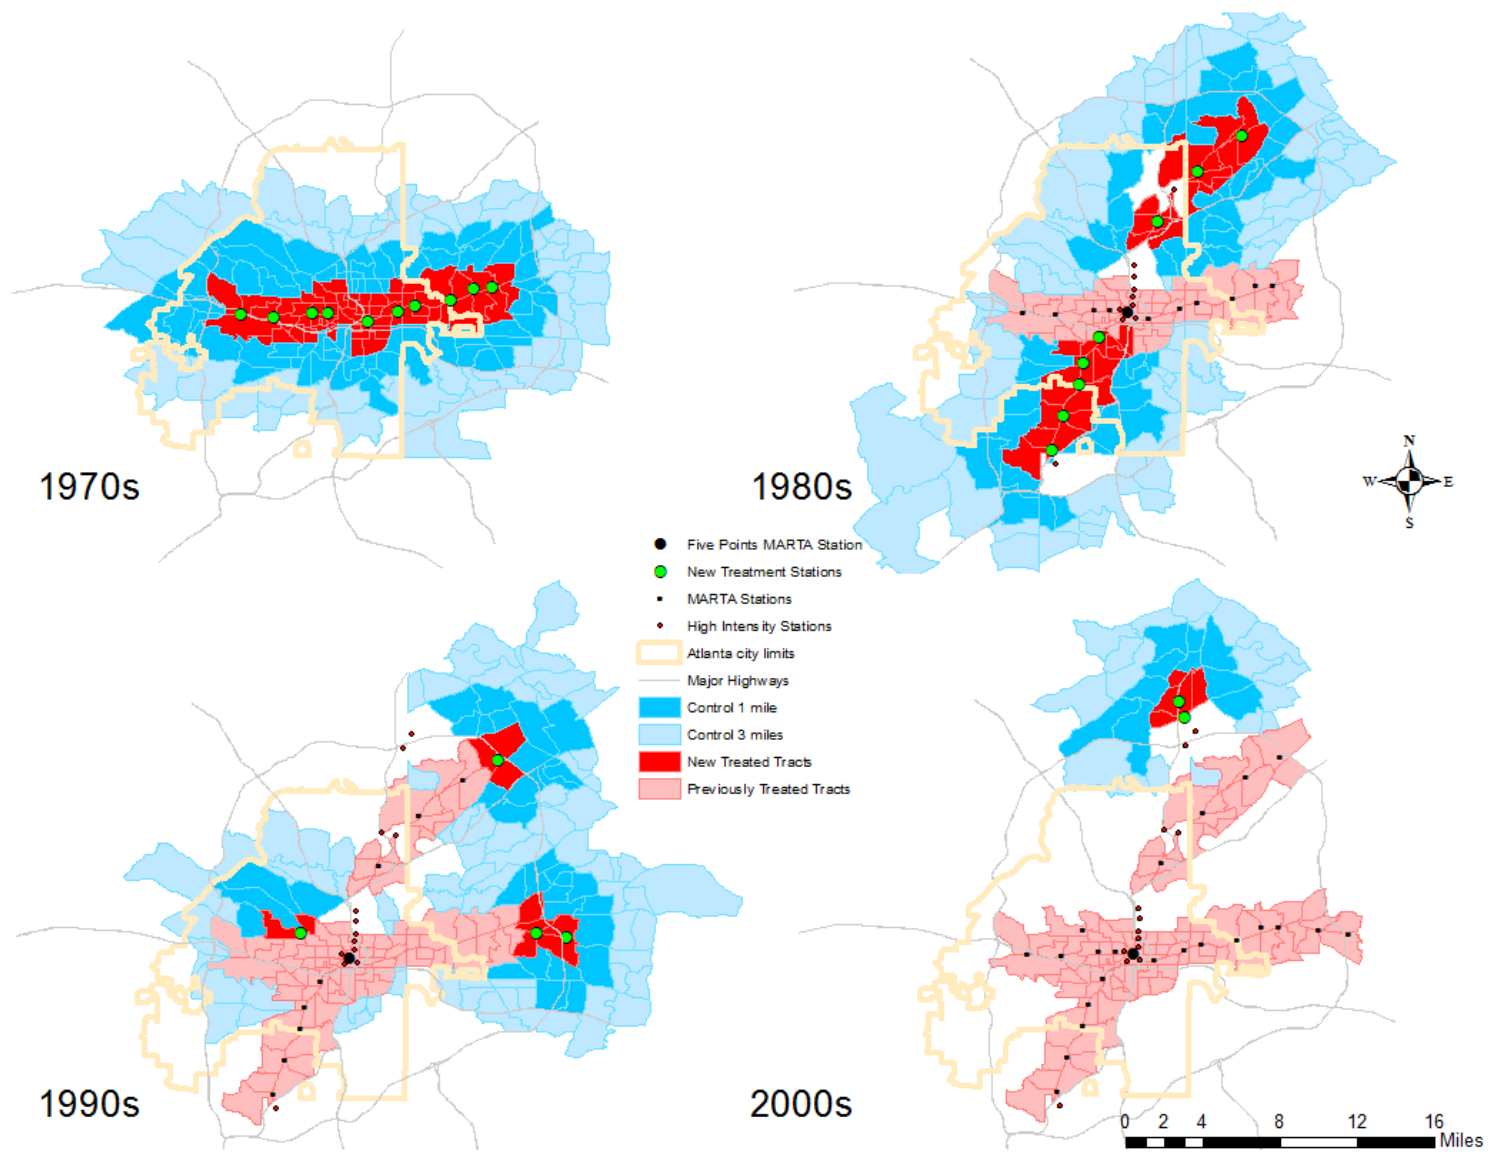 1970s
1980s
N
W E
S
Five Points MARTA Station
New Treatment Stations
MARTA Stations
High Intensity Stations
Atlanta city limits
Major Highways
Control 1 mile
Control 3 miles
New Treated Tracts
Previously Treated Tracts
1990s
2000s
0 2 4 8 12 16
Miles